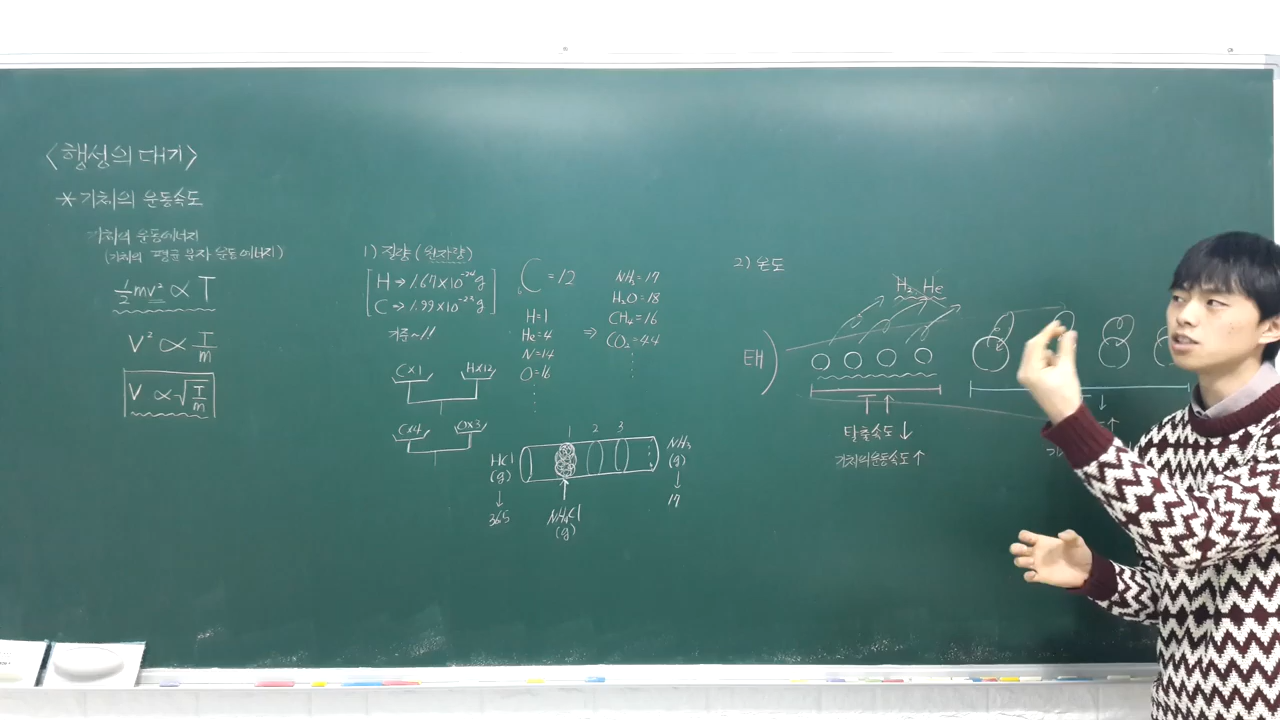 <행성의 대기>
* 기체의 운동속도
기체의 운동에너지
(기체의 평균 분자 운동에너지)
½mv² ∝ T
V² ∝ T/m
V ∝ √(T/m)
1) 질량 (원자량)
H → 1.67×10⁻²⁴g
C → 1.99×10⁻²³g
기준~!!
C×1 H×12
C×4 O×3
C=12
H=1
He=4
N=14
O=16
⇒
NH₃=17
H₂O=18
CH₄=16
CO₂=44
1 2 3
HCl
(g)
↓
36.5
NH₄Cl
(g)
NH₃
(g)
↓
17
2) 온도
H₂ He
태)
T ↑
탈출속도 ↓
기체의 운동속도 ↑
↓
↑